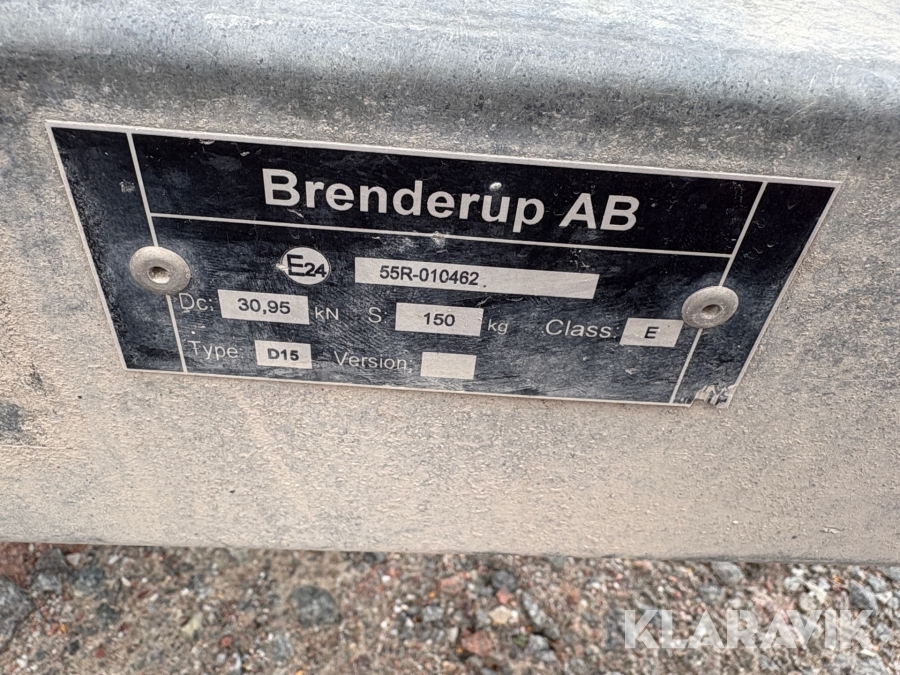 Brenderup AB
E24 55R-010462
Dc: 30,95 kN S: 150 kg Class: E
Type: D15 Version:
KLARAVIK